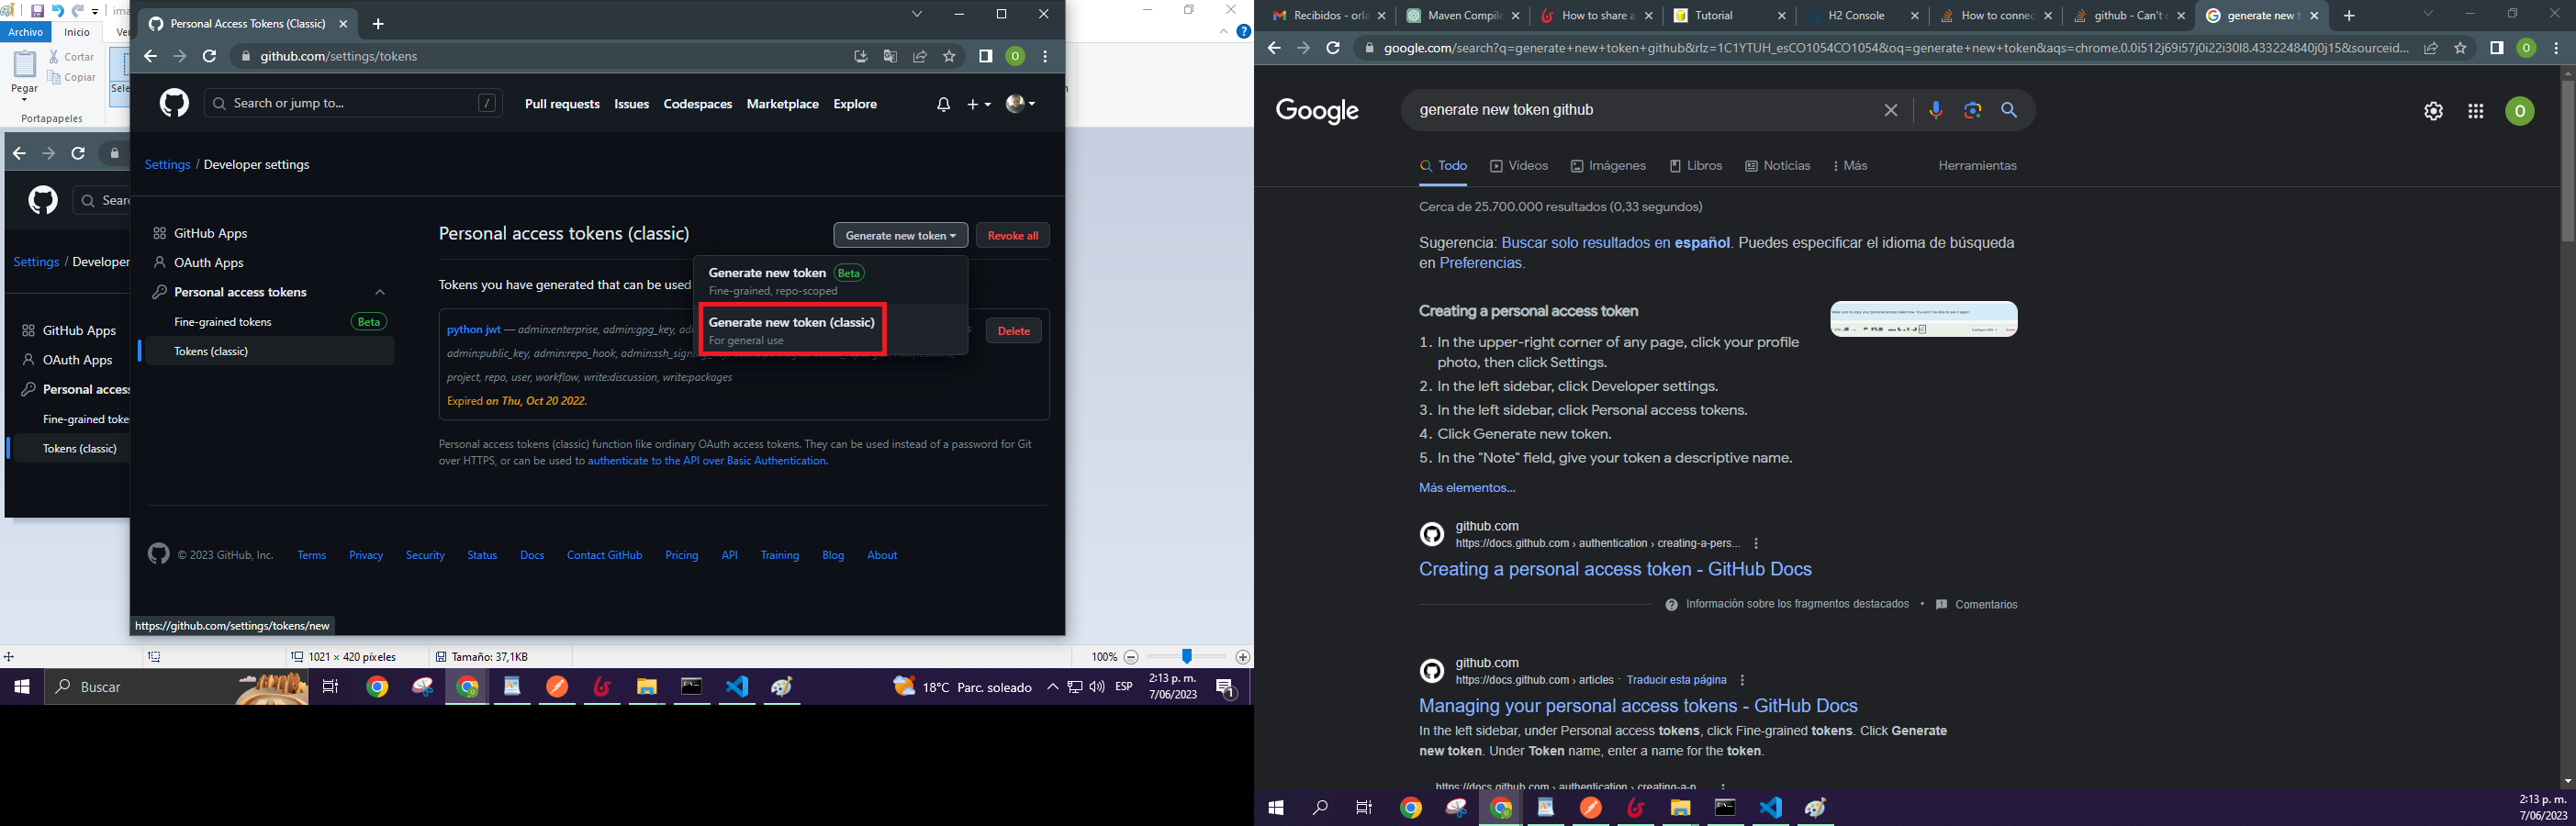 ima
Archivo
Inicio
Ver
Cortar
Copiar
Pegar
Sele
Portapapeles
Sear
Settings / Developer
GitHub Apps
OAuth Apps
Personal access
Fine-grained toke
Tokens (classic)
Personal Access Tokens (Classic)
github.com/settings/tokens
O
Search or jump to...
/
Pull requests
Issues
Codespaces
Marketplace
Explore
Settings / Developer settings
GitHub Apps
OAuth Apps
Personal access tokens
Fine-grained tokens
Beta
Tokens (classic)
Personal access tokens (classic)
Generate new token
Revoke all
Generate new token Beta
Fine-grained, repo-scoped
Generate new token (classic)
For general use
Tokens you have generated that can be used
python jwt — admin:enterprise, admin:gpg_key,
Delete
admin:public_key, admin:repo_hook,
project, repo, user, workflow, write:discussion, write:packages
Expired on Thu, Oct 20 2022.
Personal access tokens (classic) function like ordinary OAuth access tokens. They can be used instead of a password for Git
over HTTPS, or can be used to authenticate to the API over Basic Authentication.
© 2023 GitHub, Inc.
Terms
Privacy
Security
Status
Docs
Contact GitHub
Pricing
API
Training
Blog
About
https://github.com/settings/tokens/new
1021 × 420 píxeles
Tamaño: 37,1KB
100%
Buscar
18°C Parc. soleado
ESP
2:13 p. m.
7/06/2023
1
Recibidos - orla
Maven Compile
How to share a
Tutorial
H2 Console
How to connec
github - Can't c
generate new t
google.com/search?q=generate+new+token+github&rlz=1C1YTUH_esCO1054CO1054&oq=generate+new+token&aqs=chrome.0.0i512j69i57j0i22i30l8.433224840j0j15&sourceid...
O
Google
generate new token github
O
Todo
Vídeos
Imágenes
Libros
Noticias
Más
Herramientas
Cerca de 25.700.000 resultados (0,33 segundos)
Sugerencia: Buscar solo resultados en español. Puedes especificar el idioma de búsqueda
en Preferencias.
Creating a personal access token
1. In the upper-right corner of any page, click your profile
photo, then click Settings.
2. In the left sidebar, click Developer settings.
3. In the left sidebar, click Personal access tokens.
4. Click Generate new token.
5. In the "Note" field, give your token a descriptive name.
Más elementos...
github.com
https://docs.github.com › authentication › creating-a-pers...
Creating a personal access token - GitHub Docs
Información sobre los fragmentos destacados
•
Comentarios
github.com
https://docs.github.com › articles · Traducir esta página
Managing your personal access tokens - GitHub Docs
In the left sidebar, under Personal access tokens, click Fine-grained tokens. Click Generate
new token. Under Token name, enter a name for the token.
https://docs.github.com › authentication › creating-a-p...
2:13 p. m.
7/06/2023